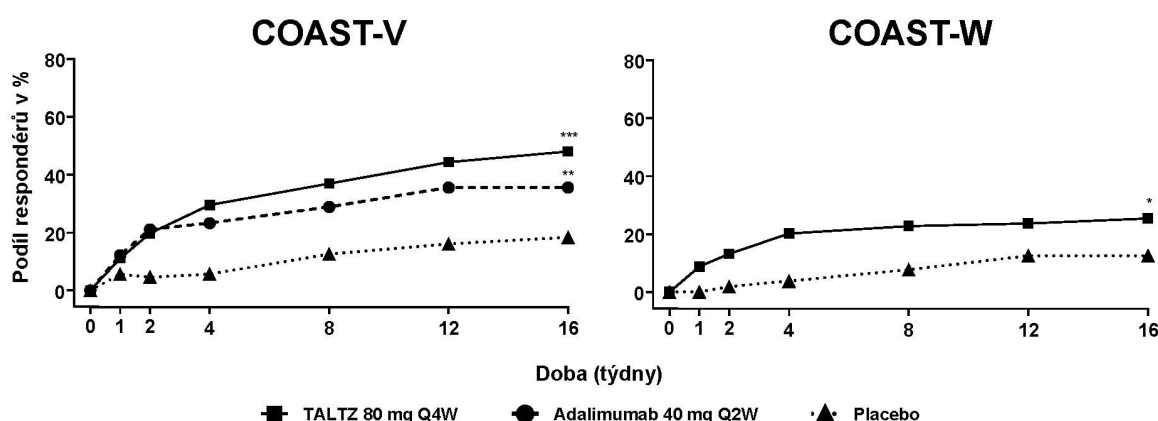 COAST-V
COAST-W
Podíl respondérů v %
80
60
40
20
0
***
**
0 1 2 4 8 12 16
80
60
40
20
0
*
0 1 2 4 8 12 16
Doba (týdny)
TALTZ 80 mg Q4W Adalimumab 40 mg Q2W Placebo